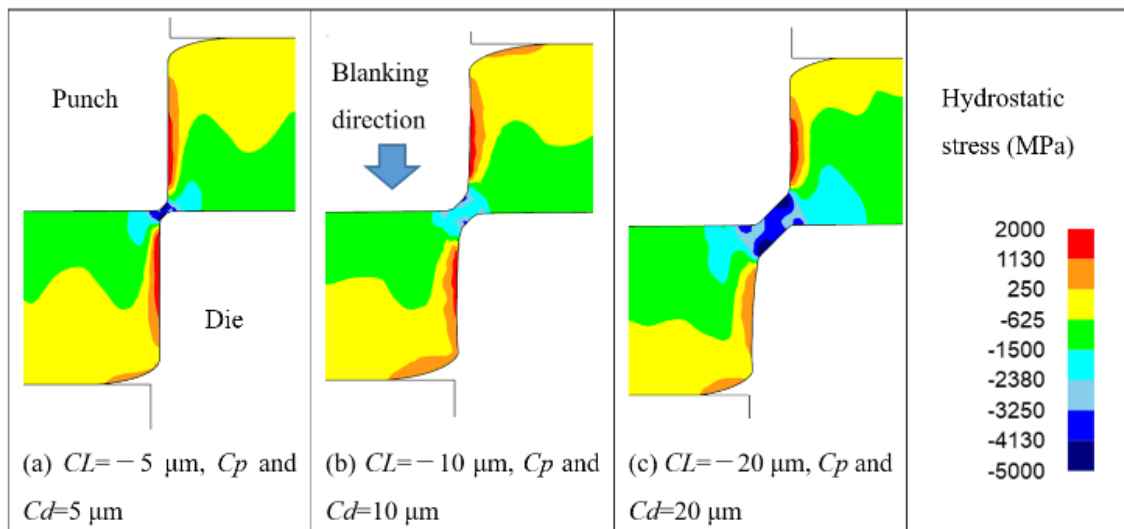 Punch
Die
(a) CL=－5 μm, Cp and
Cd=5 μm
Blanking
direction
(b) CL=－10 μm, Cp and
Cd=10 μm
(c) CL=－20 μm, Cp and
Cd=20 μm
Hydrostatic
stress (MPa)
2000
1130
250
-625
-1500
-2380
-3250
-4130
-5000